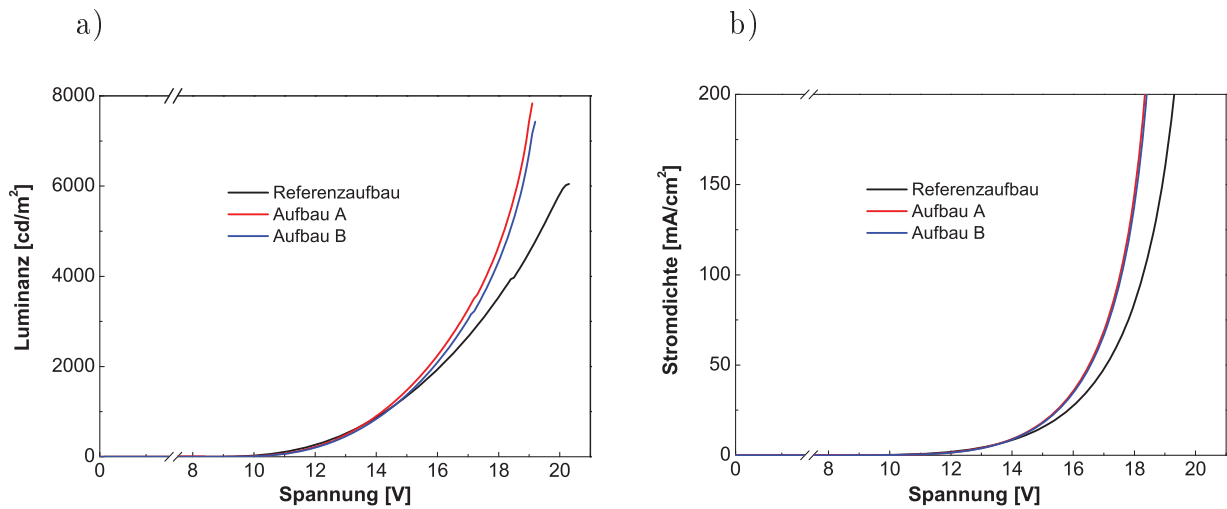 a)
8000
6000
4000
2000
0
Luminanz [cd/m²]
Referenzaufbau
Aufbau A
Aufbau B
0 8 10 12 14 16 18 20
Spannung [V]
b)
200
150
100
50
0
Stromdichte [mA/cm²]
Referenzaufbau
Aufbau A
Aufbau B
0 8 10 12 14 16 18 20
Spannung [V]